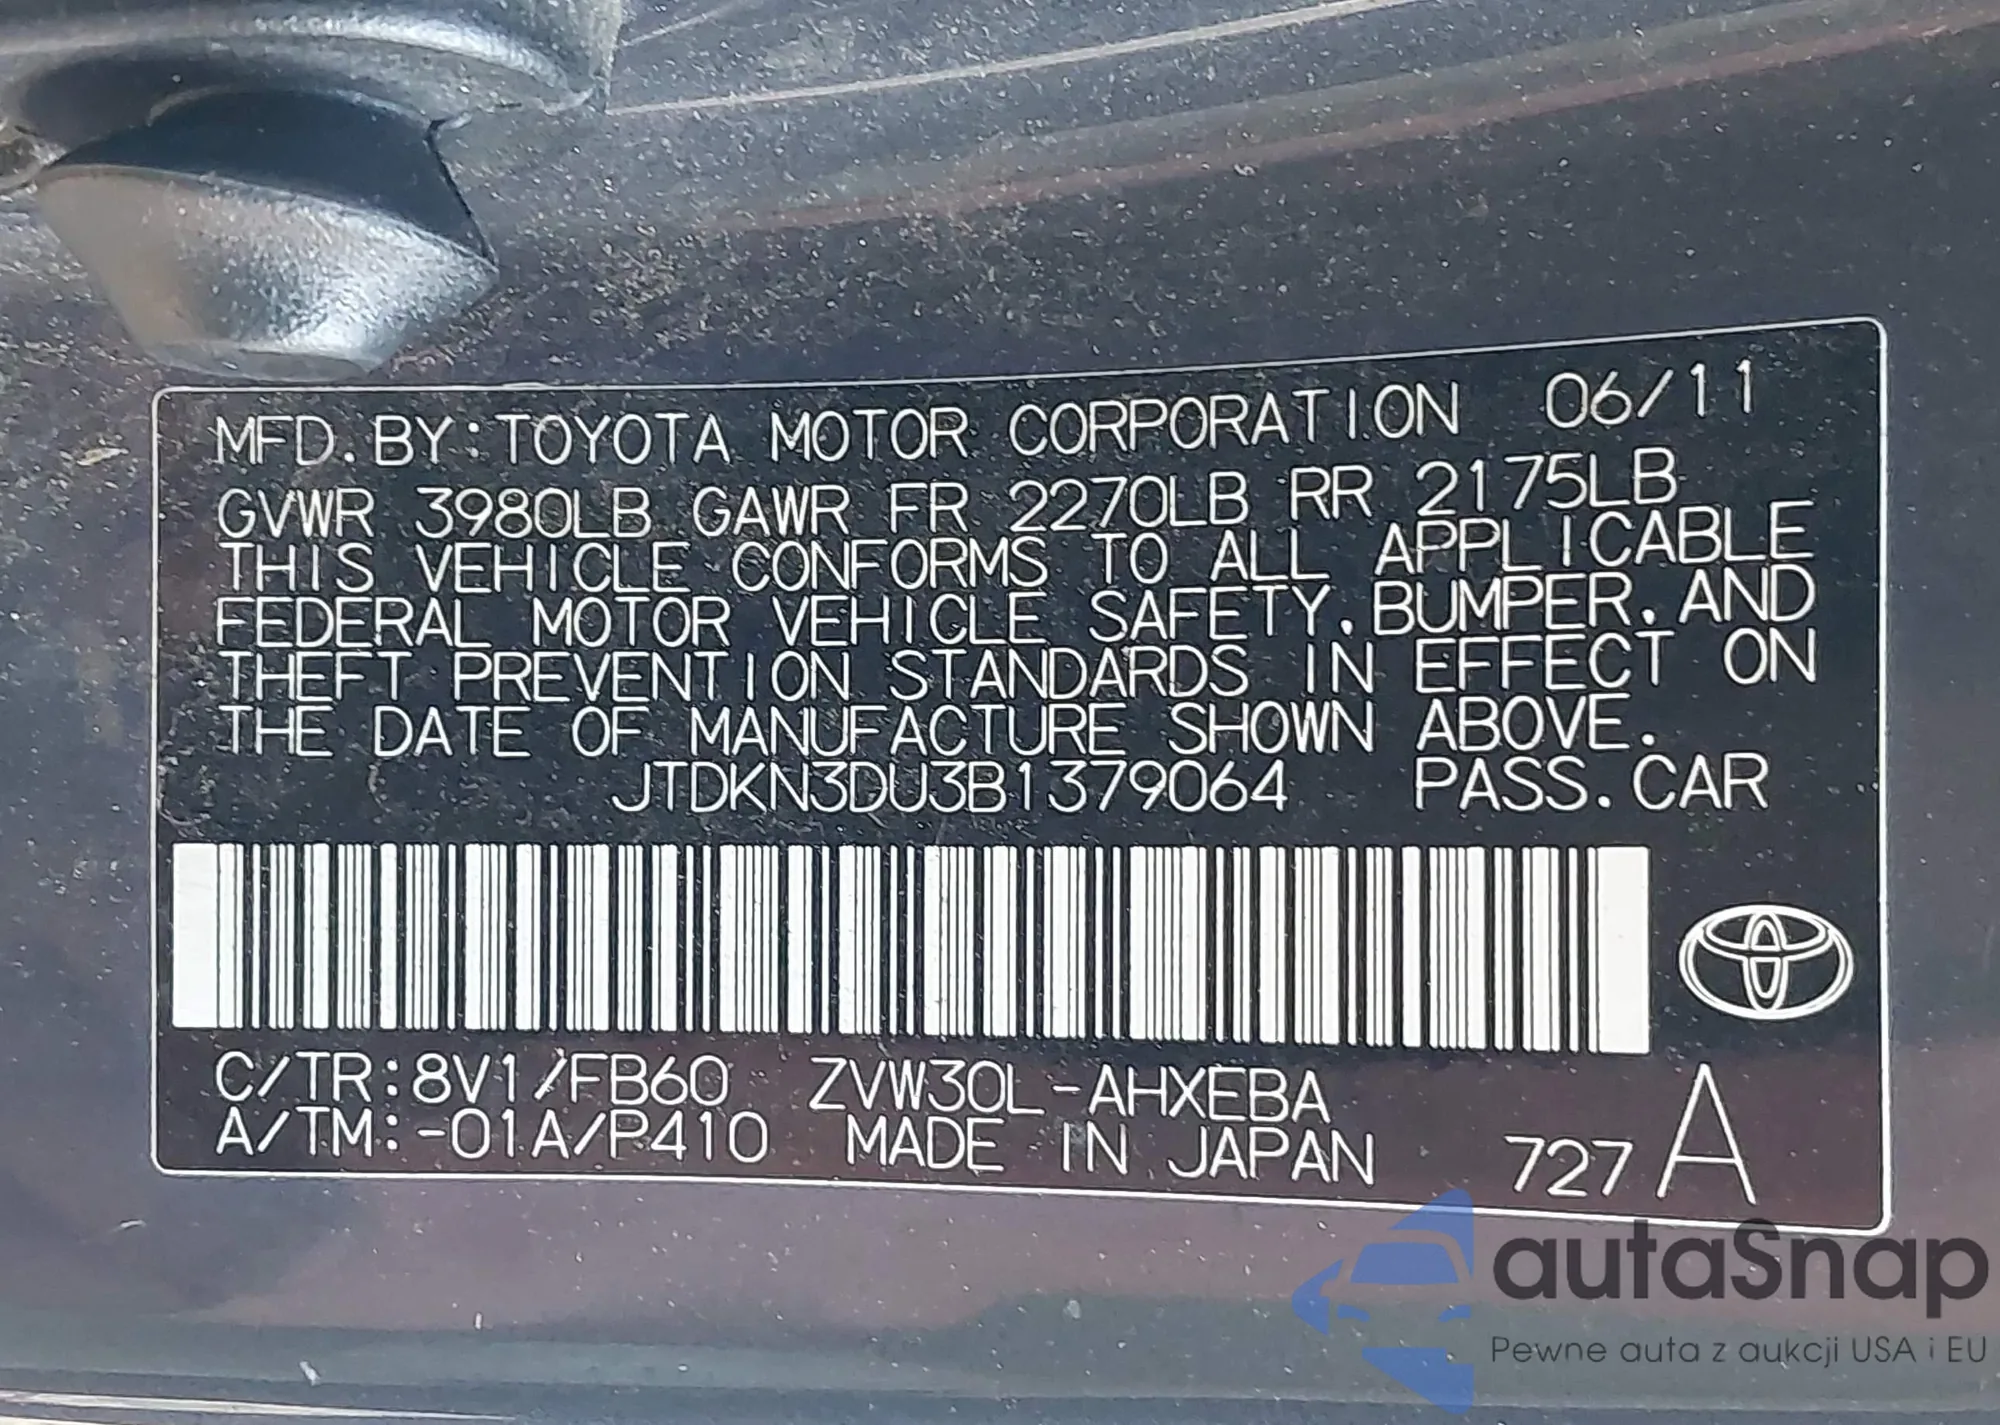 MFD. BY: TOYOTA MOTOR CORPORATION 06/11
GVWR 3980LB GAWR FR 2270LB RR 2175LB
THIS VEHICLE CONFORMS TO ALL APPLICABLE
FEDERAL MOTOR VEHICLE SAFETY, BUMPER, AND
THEFT PREVENTION STANDARDS IN EFFECT ON
THE DATE OF MANUFACTURE SHOWN ABOVE.
JTDKN3DU3B1379064 PASS. CAR
C/TR: 8V1/FB60 ZVW30L-AHXEBA
A/TM: -01A/P410 MADE IN JAPAN 727 A
autaSnap
Pewne auta z aukcji USA i EU